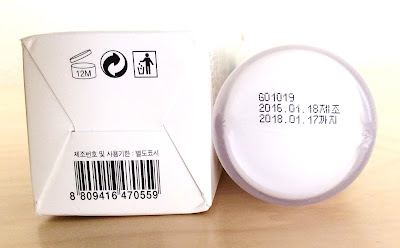 12M
제조번호 및 사용기한 : 별도표시
8 809416 470559
G01019
2016.01.18제조
2018.01.17까지